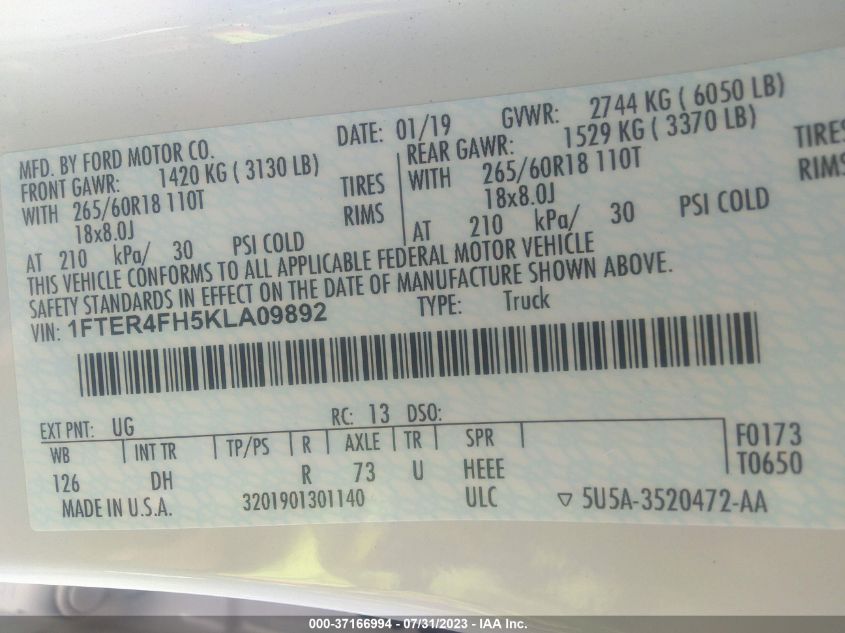 MFD. BY FORD MOTOR CO. DATE: 01/19 GVWR: 2744 KG ( 6050 LB)
FRONT GAWR: 1420 KG ( 3130 LB) REAR GAWR: 1529 KG ( 3370 LB)
WITH 265/60R18 110T TIRES WITH 265/60R18 110T TIRES
18x8.0J RIMS 18x8.0J RIMS
AT 210 kPa/ 30 PSI COLD AT 210 kPa/ 30 PSI COLD
THIS VEHICLE CONFORMS TO ALL APPLICABLE FEDERAL MOTOR VEHICLE
SAFETY STANDARDS IN EFFECT ON THE DATE OF MANUFACTURE SHOWN ABOVE.
VIN: 1FTER4FH5KLA09892 TYPE: Truck
EXT PNT: UG RC: 13 DSO:
WB INT TR TP/PS R AXLE TR SPR F0173
126 DH R 73 U HEEE T0650
MADE IN U.S.A. 3201901301140 ULC ▽ 5U5A-3520472-AA
000-37166994 - 07/31/2023 - IAA Inc.